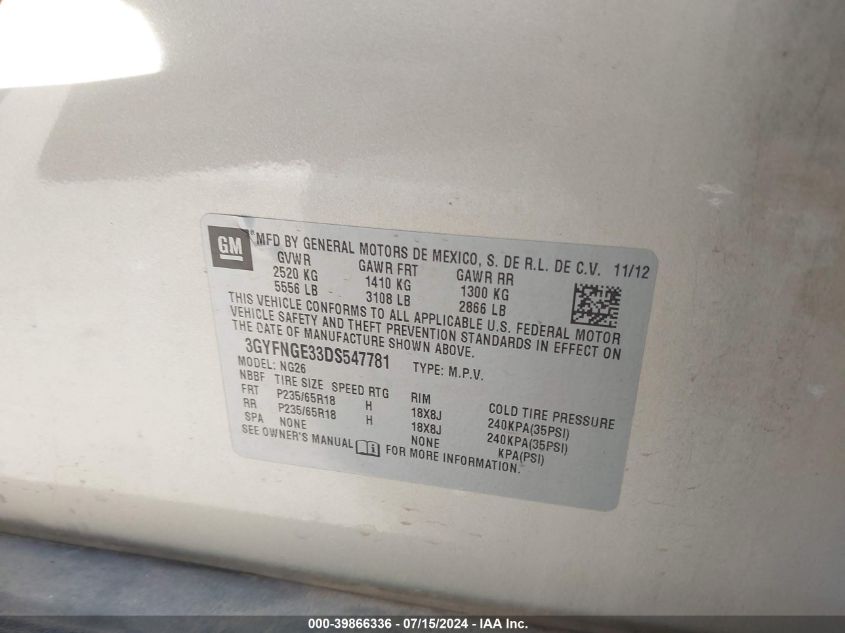 GM ® MFD BY GENERAL MOTORS DE MEXICO, S. DE R.L. DE C.V. 11/12
GVWR GAWR FRT GAWR RR
2520 KG 1410 KG 1300 KG
5556 LB 3108 LB 2866 LB
THIS VEHICLE CONFORMS TO ALL APPLICABLE U.S. FEDERAL MOTOR
VEHICLE SAFETY AND THEFT PREVENTION STANDARDS IN EFFECT ON
THE DATE OF MANUFACTURE SHOWN ABOVE.
3GYFNGE33DS547781 TYPE: M.P.V.
MODEL: NG26
NBBF TIRE SIZE SPEED RTG RIM COLD TIRE PRESSURE
FRT P235/65R18 H 18X8J 240KPA(35PSI)
RR P235/65R18 H 18X8J 240KPA(35PSI)
SPA NONE NONE KPA(PSI)
SEE OWNER'S MANUAL FOR MORE INFORMATION.
000-39866336 - 07/15/2024 - IAA Inc.